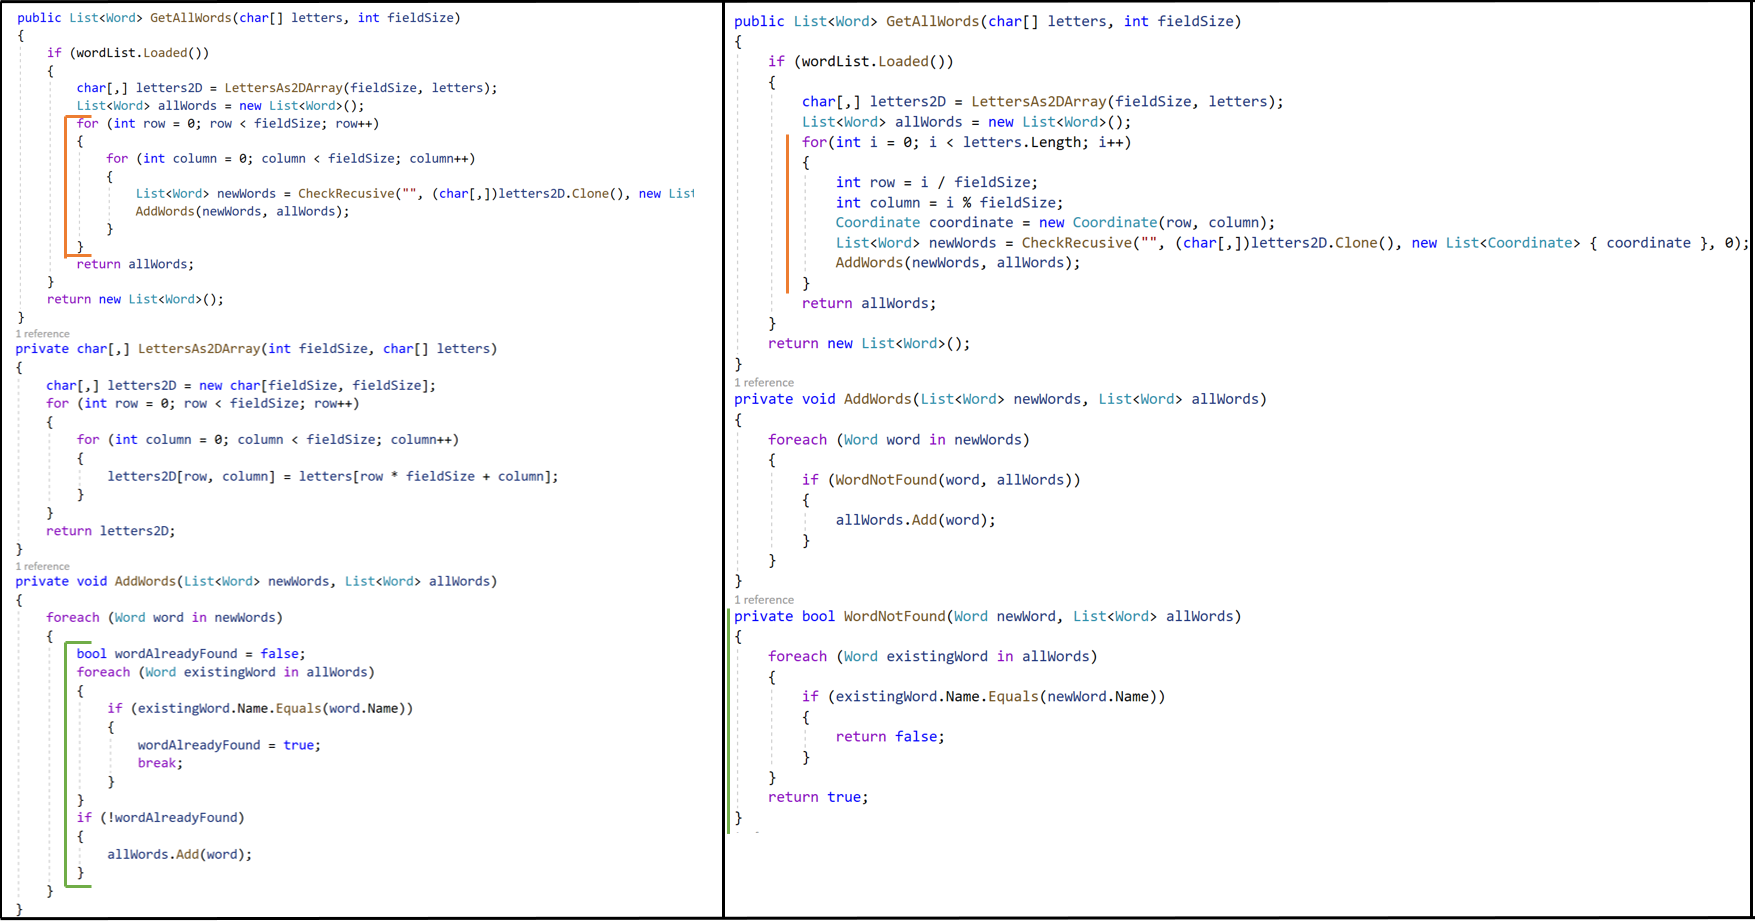 public List<Word> GetAllWords(char[] letters, int fieldSize)
{
if (wordList.Loaded())
{
char[,] letters2D = LettersAs2DArray(fieldSize, letters);
List<Word> allWords = new List<Word>();
for (int row = 0; row < fieldSize; row++)
{
for (int column = 0; column < fieldSize; column++)
{
List<Word> newWords = CheckRecusive("", (char[,])letters2D.Clone(), new List
AddWords(newWords, allWords);
}
}
return allWords;
}
return new List<Word>();
}
1 reference
private char[,] LettersAs2DArray(int fieldSize, char[] letters)
{
char[,] letters2D = new char[fieldSize, fieldSize];
for (int row = 0; row < fieldSize; row++)
{
for (int column = 0; column < fieldSize; column++)
{
letters2D[row, column] = letters[row * fieldSize + column];
}
}
return letters2D;
}
1 reference
private void AddWords(List<Word> newWords, List<Word> allWords)
{
foreach (Word word in newWords)
{
bool wordAlreadyFound = false;
foreach (Word existingWord in allWords)
{
if (existingWord.Name.Equals(word.Name))
{
wordAlreadyFound = true;
break;
}
}
if (!wordAlreadyFound)
{
allWords.Add(word);
}
}
}
public List<Word> GetAllWords(char[] letters, int fieldSize)
{
if (wordList.Loaded())
{
char[,] letters2D = LettersAs2DArray(fieldSize, letters);
List<Word> allWords = new List<Word>();
for(int i = 0; i < letters.Length; i++)
{
int row = i / fieldSize;
int column = i % fieldSize;
Coordinate coordinate = new Coordinate(row, column);
List<Word> newWords = CheckRecusive("", (char[,])letters2D.Clone(), new List<Coordinate> { coordinate }, 0);
AddWords(newWords, allWords);
}
return allWords;
}
return new List<Word>();
}
1 reference
private void AddWords(List<Word> newWords, List<Word> allWords)
{
foreach (Word word in newWords)
{
if (WordNotFound(word, allWords))
{
allWords.Add(word);
}
}
}
1 reference
private bool WordNotFound(Word newWord, List<Word> allWords)
{
foreach (Word existingWord in allWords)
{
if (existingWord.Name.Equals(newWord.Name))
{
return false;
}
}
return true;
}